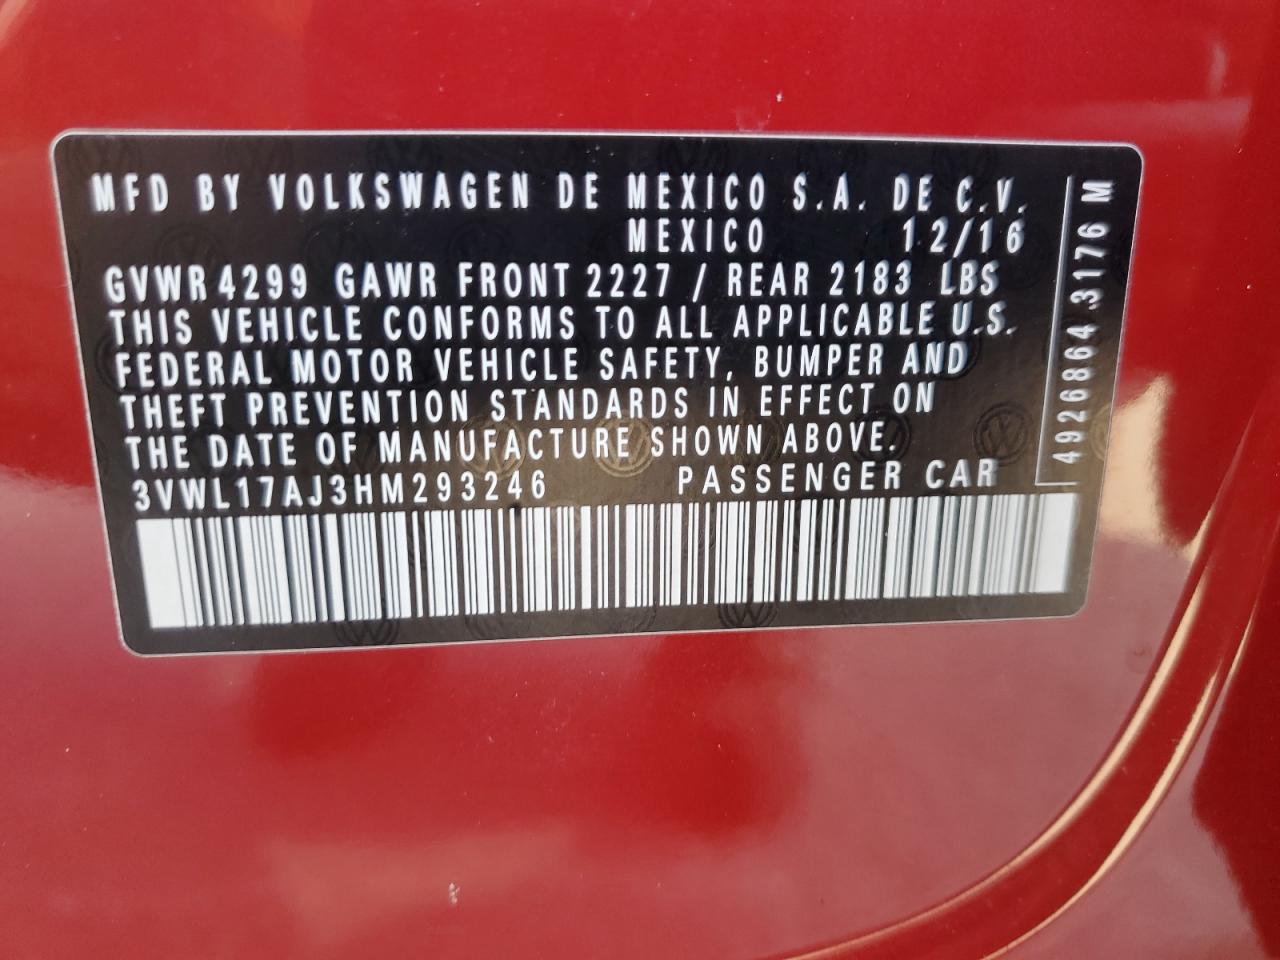 MFD BY VOLKSWAGEN DE MEXICO S.A. DE C.V.
MEXICO 12/16
GVWR 4299 GAWR FRONT 2227 / REAR 2183 LBS
THIS VEHICLE CONFORMS TO ALL APPLICABLE U.S.
FEDERAL MOTOR VEHICLE SAFETY, BUMPER AND
THEFT PREVENTION STANDARDS IN EFFECT ON
THE DATE OF MANUFACTURE SHOWN ABOVE.
3VWL17AJ3HM293246 PASSENGER CAR
4926864 3176 M